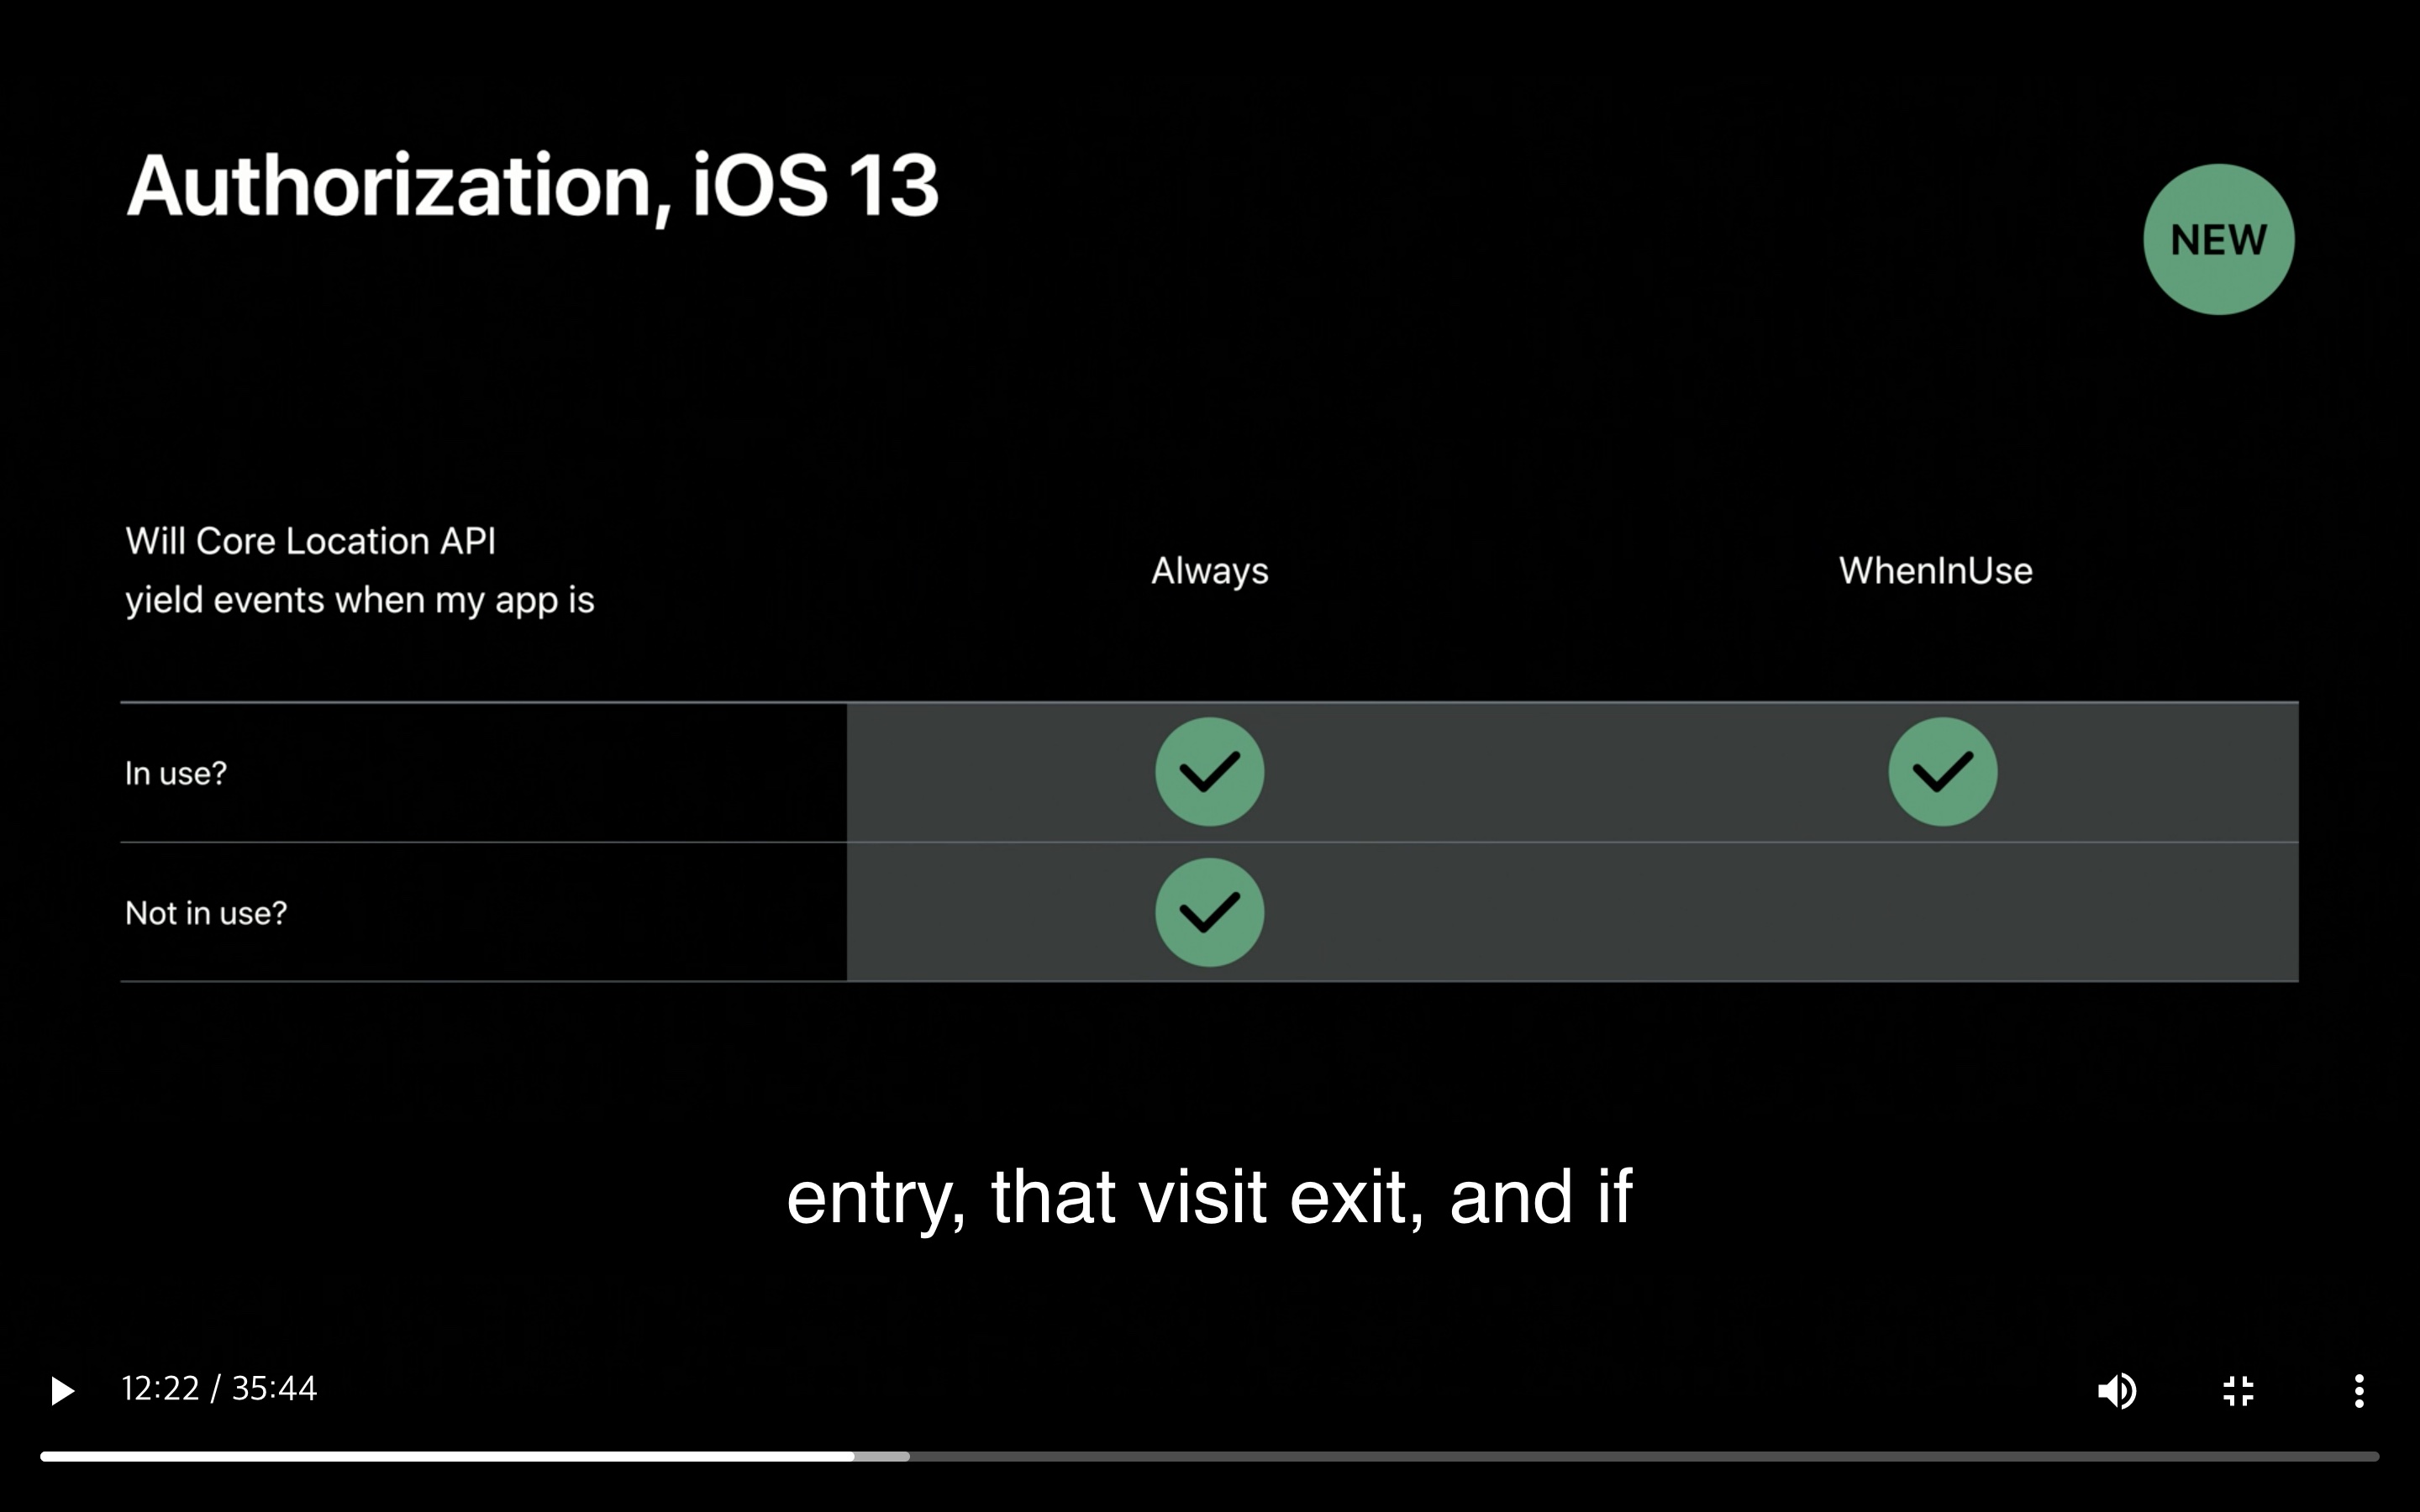 Authorization, iOS 13
NEW
Will Core Location API
yield events when my app is
Always
WhenInUse
In use?
Not in use?
entry, that visit exit, and if
12:22 / 35:44